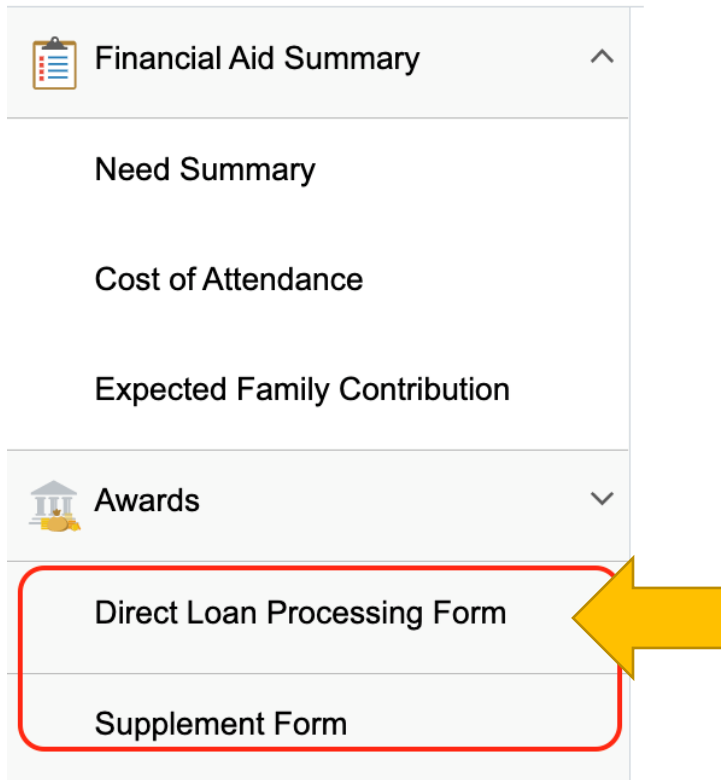 Financial Aid Summary
Need Summary
Cost of Attendance
Expected Family Contribution
Awards
Direct Loan Processing Form
Supplement Form